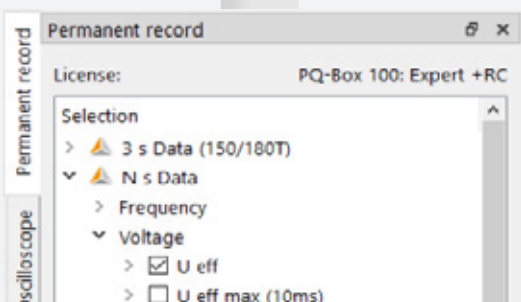 Permanent record
License: PQ-Box 100: Expert +RC
Selection
3 s Data (150/180T)
N s Data
Frequency
Voltage
U eff
U eff max (10ms)
Permanent record
oscilloscope